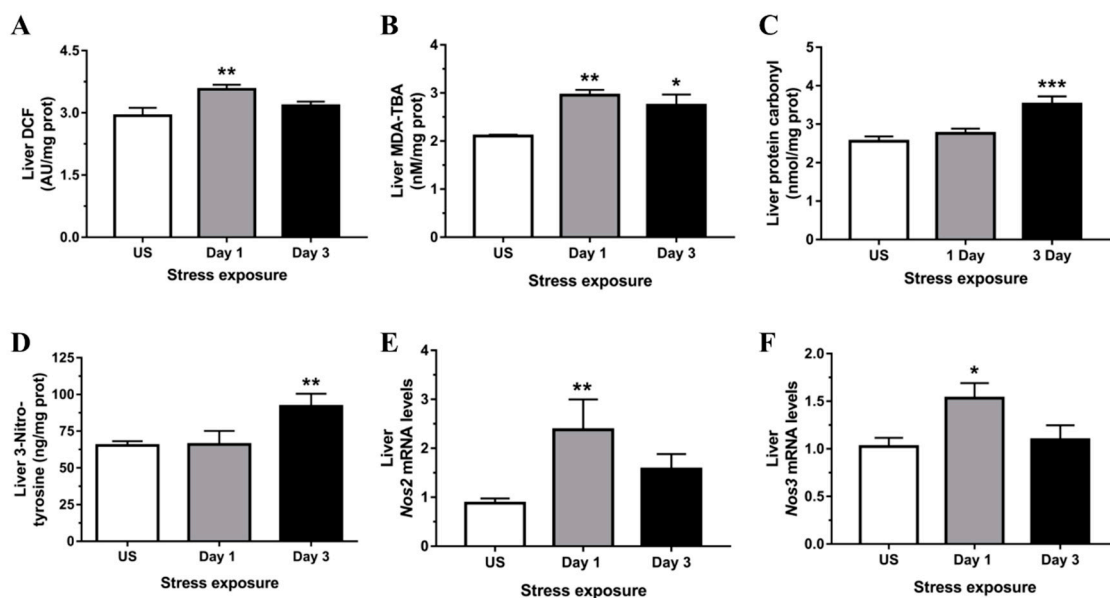 A
Liver DCF
(AU/mg prot)
4.5
3.0
1.5
0.0
**
US
Day 1
Day 3
Stress exposure
B
Liver MDA-TBA
(nM/mg prot)
4
3
2
1
0
**
*
US
Day 1
Day 3
Stress exposure
C
Liver protein carbonyl
(nmol/mg prot)
5
4
3
2
1
0
***
US
1 Day
3 Day
Stress exposure
D
Liver 3-Nitro-
tyrosine (ng/mg prot)
125
100
75
50
25
0
**
US
Day 1
Day 3
Stress exposure
E
Liver
Nos2 mRNA levels
4
3
2
1
0
**
US
Day 1
Day 3
Stress exposure
F
Liver
Nos3 mRNA levels
2.0
1.5
1.0
0.5
0.0
*
US
Day 1
Day 3
Stress exposure